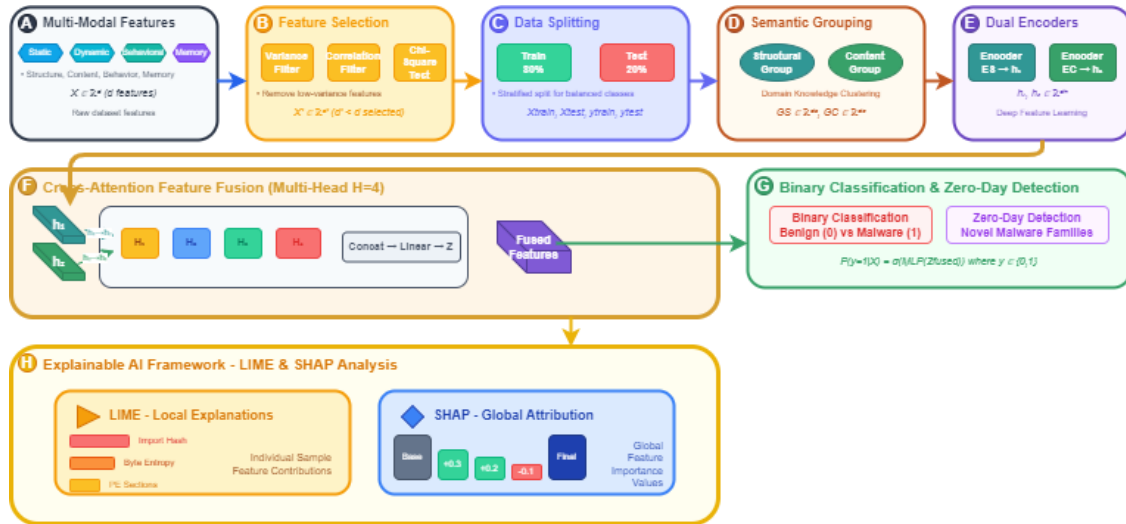 A Multi-Modal Features
Static Dynamic Behavioral Memory
• Structure, Content, Behavior, Memory
(d features)
Raw dataset features
B Feature Selection
Variance Filter
Correlation Filter
Chi-Square Test
• Remove low-variance features
(d' < d selected)
C Data Splitting
Train 80%
Test 20%
• Stratified split for balanced classes
Xtrain, Xtest, ytrain, ytest
D Semantic Grouping
Structural Group
Content Group
Domain Knowledge Clustering
E Dual Encoders
Encoder
Encoder
Deep Feature Learning
F Cross-Attention Feature Fusion (Multi-Head H=4)
Concat → Linear → Z
Fused
Features
G Binary Classification & Zero-Day Detection
Binary Classification
Benign (0) vs Malware (1)
Zero-Day Detection
Novel Malware Families
P(y=1|X) = σ(MLP(Zfused)) where y ∈ {0,1}
H Explainable AI Framework - LIME & SHAP Analysis
LIME - Local Explanations
Import Hash
Byte Entropy
PE Sections
Individual Sample
Feature Contributions
SHAP - Global Attribution
Base
+0.3
+0.2
-0.1
Final
Global
Feature
Importance
Values